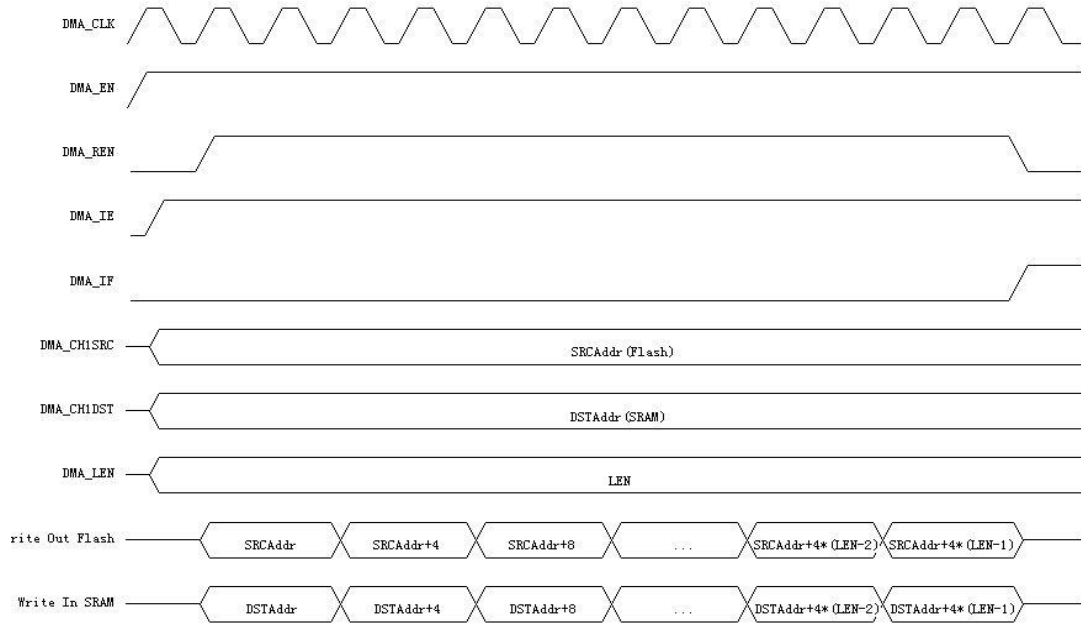 DMA_CLK
DMA_EN
DMA_REN
DMA_IE
DMA_IF
DMA_CH1SRC
SRCAddr(Flash)
DMA_CH1DST
DSTAddr(SRAM)
DMA_LEN
LEN
rite Out Flash
SRCAddr SRCAddr+4 SRCAddr+8 ... SRCAddr+4*(LEN-2) SRCAddr+4*(LEN-1)
Write In SRAM
DSTAddr DSTAddr+4 DSTAddr+8 ... DSTAddr+4*(LEN-2) DSTAddr+4*(LEN-1)